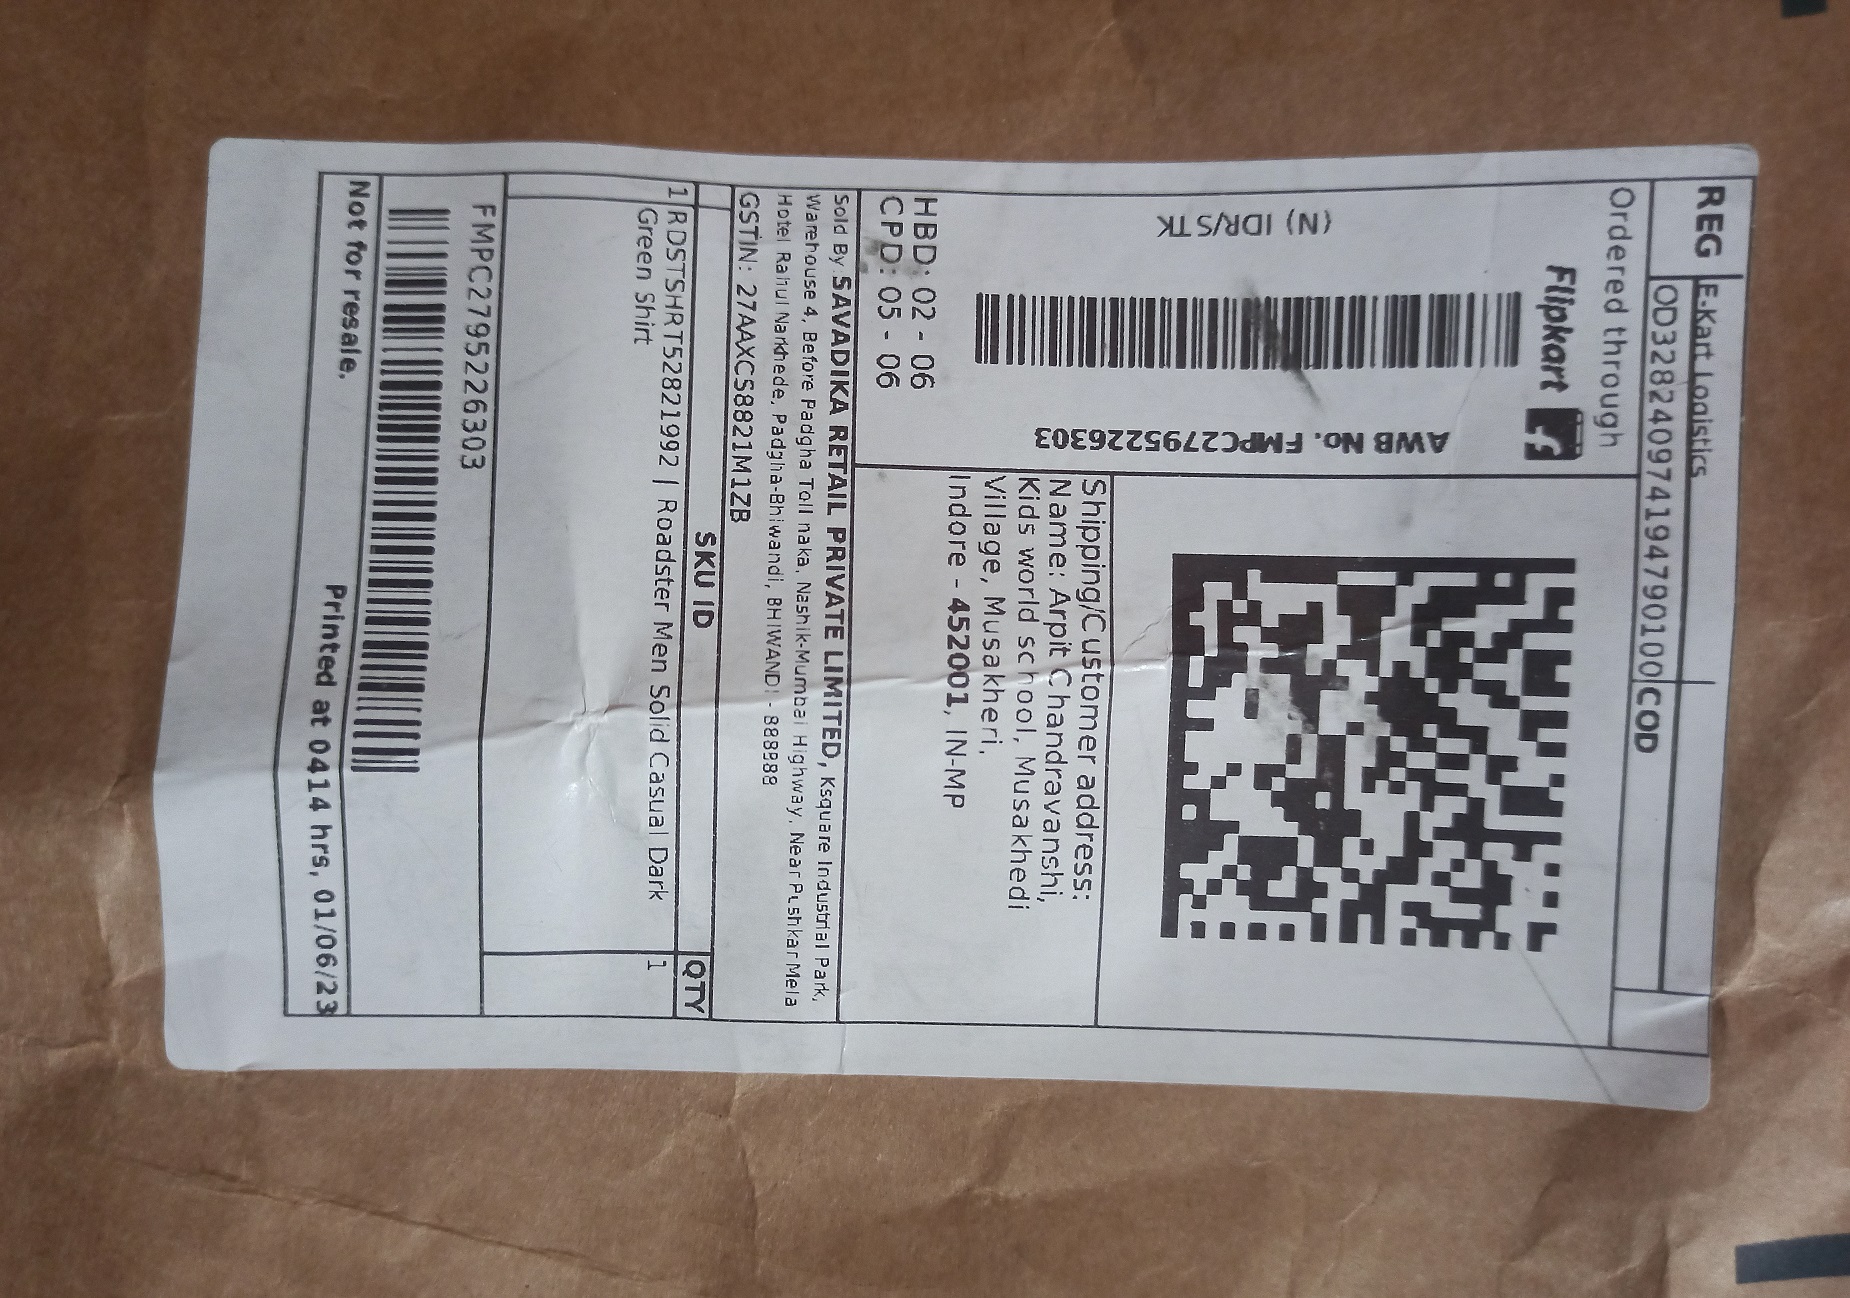 REG
E-Kart Logistics
OD328240974194790100
COD
Ordered through
Flipkart
(N) IDR/STK
AWB No. FMPC2795226303
HBD: 02 - 06
CPD: 05 - 06
Shipping/Customer address:
Name: Arpit Chandravanshi,
Kids world school, Musakhedi
Village, Musakheri,
Indore - 452001, IN-MP
Sold By: SAVADIKA RETAIL PRIVATE LIMITED, Ksquare Industrial Park,
Warehouse 4, Before Padgha Toll naka, Nashik-Mumbai Highway, Near Pushkar Mela
Hotel Rahul Narkhede, Padgha-Bhiwandi, BHIWANDI - 888888
GSTIN: 27AAXCS8821M1ZB
SKU ID
QTY
1 RDSTSHRT52821992 | Roadster Men Solid Casual Dark
Green Shirt
1
FMPC2795226303
Not for resale.
Printed at 0414 hrs, 01/06/23